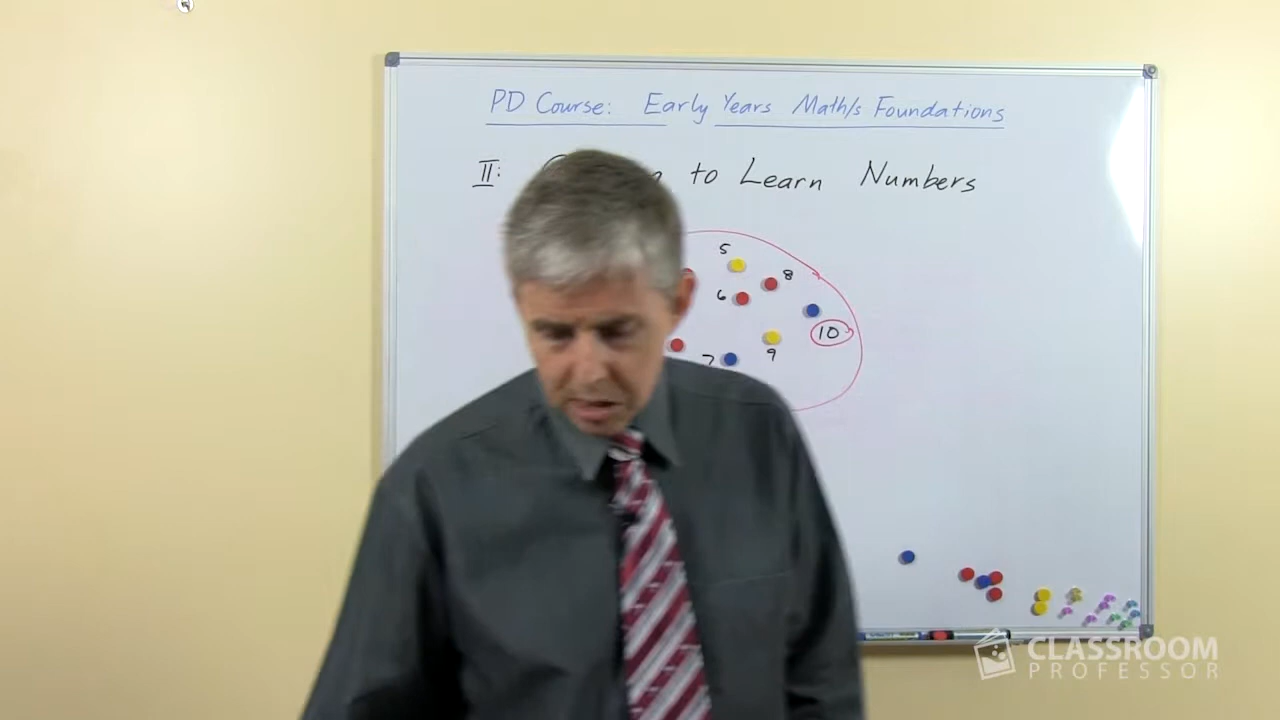 PD Course: Early Years Math/s Foundations
II: to Learn Numbers
5
8
6
10
7
9
CLASSROOM
PROFESSOR